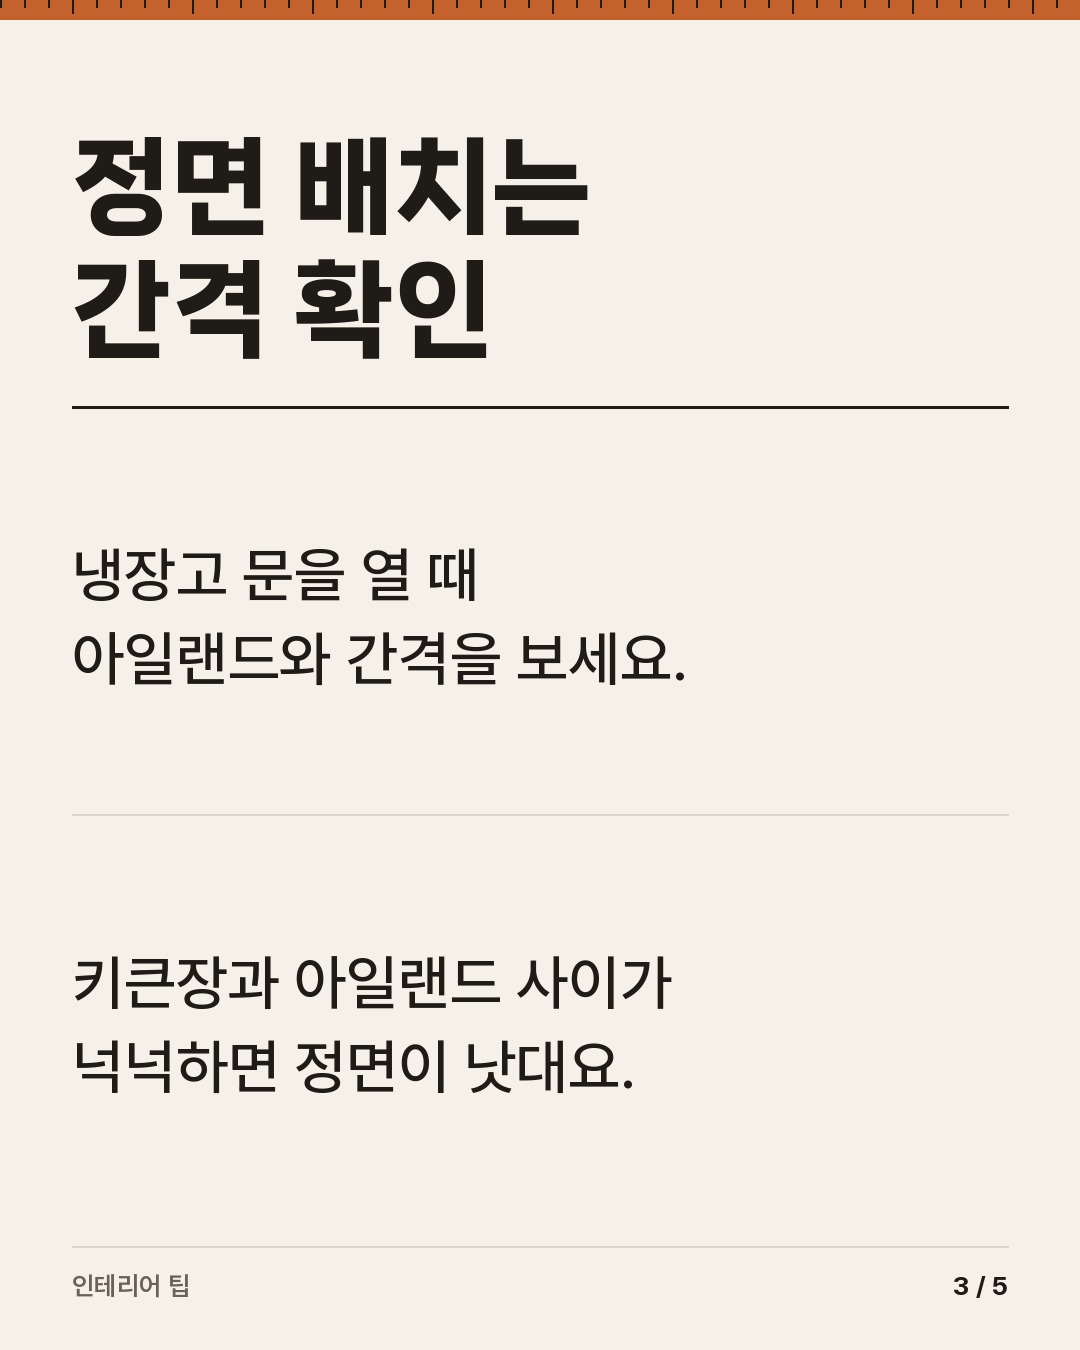 정면 배치는
간격 확인
냉장고 문을 열 때
아일랜드와 간격을 보세요.
키큰장과 아일랜드 사이가
넉넉하면 정면이 낫대요.
인테리어 팁
3 / 5